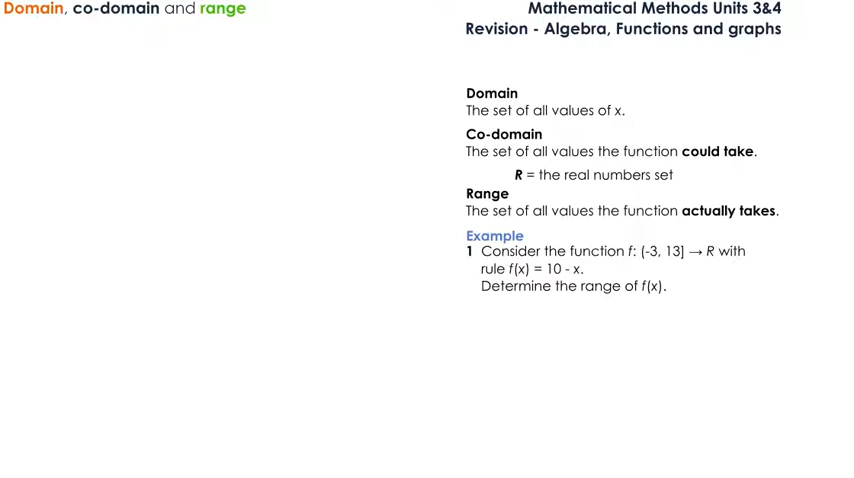 Domain, co-domain and range
Mathematical Methods Units 3&4
Revision - Algebra, Functions and graphs
Domain
The set of all values of x.
Co-domain
The set of all values the function could take.
R = the real numbers set
Range
The set of all values the function actually takes.
Example
1 Consider the function f: (-3, 13] → R with
rule f(x) = 10 - x.
Determine the range of f(x).